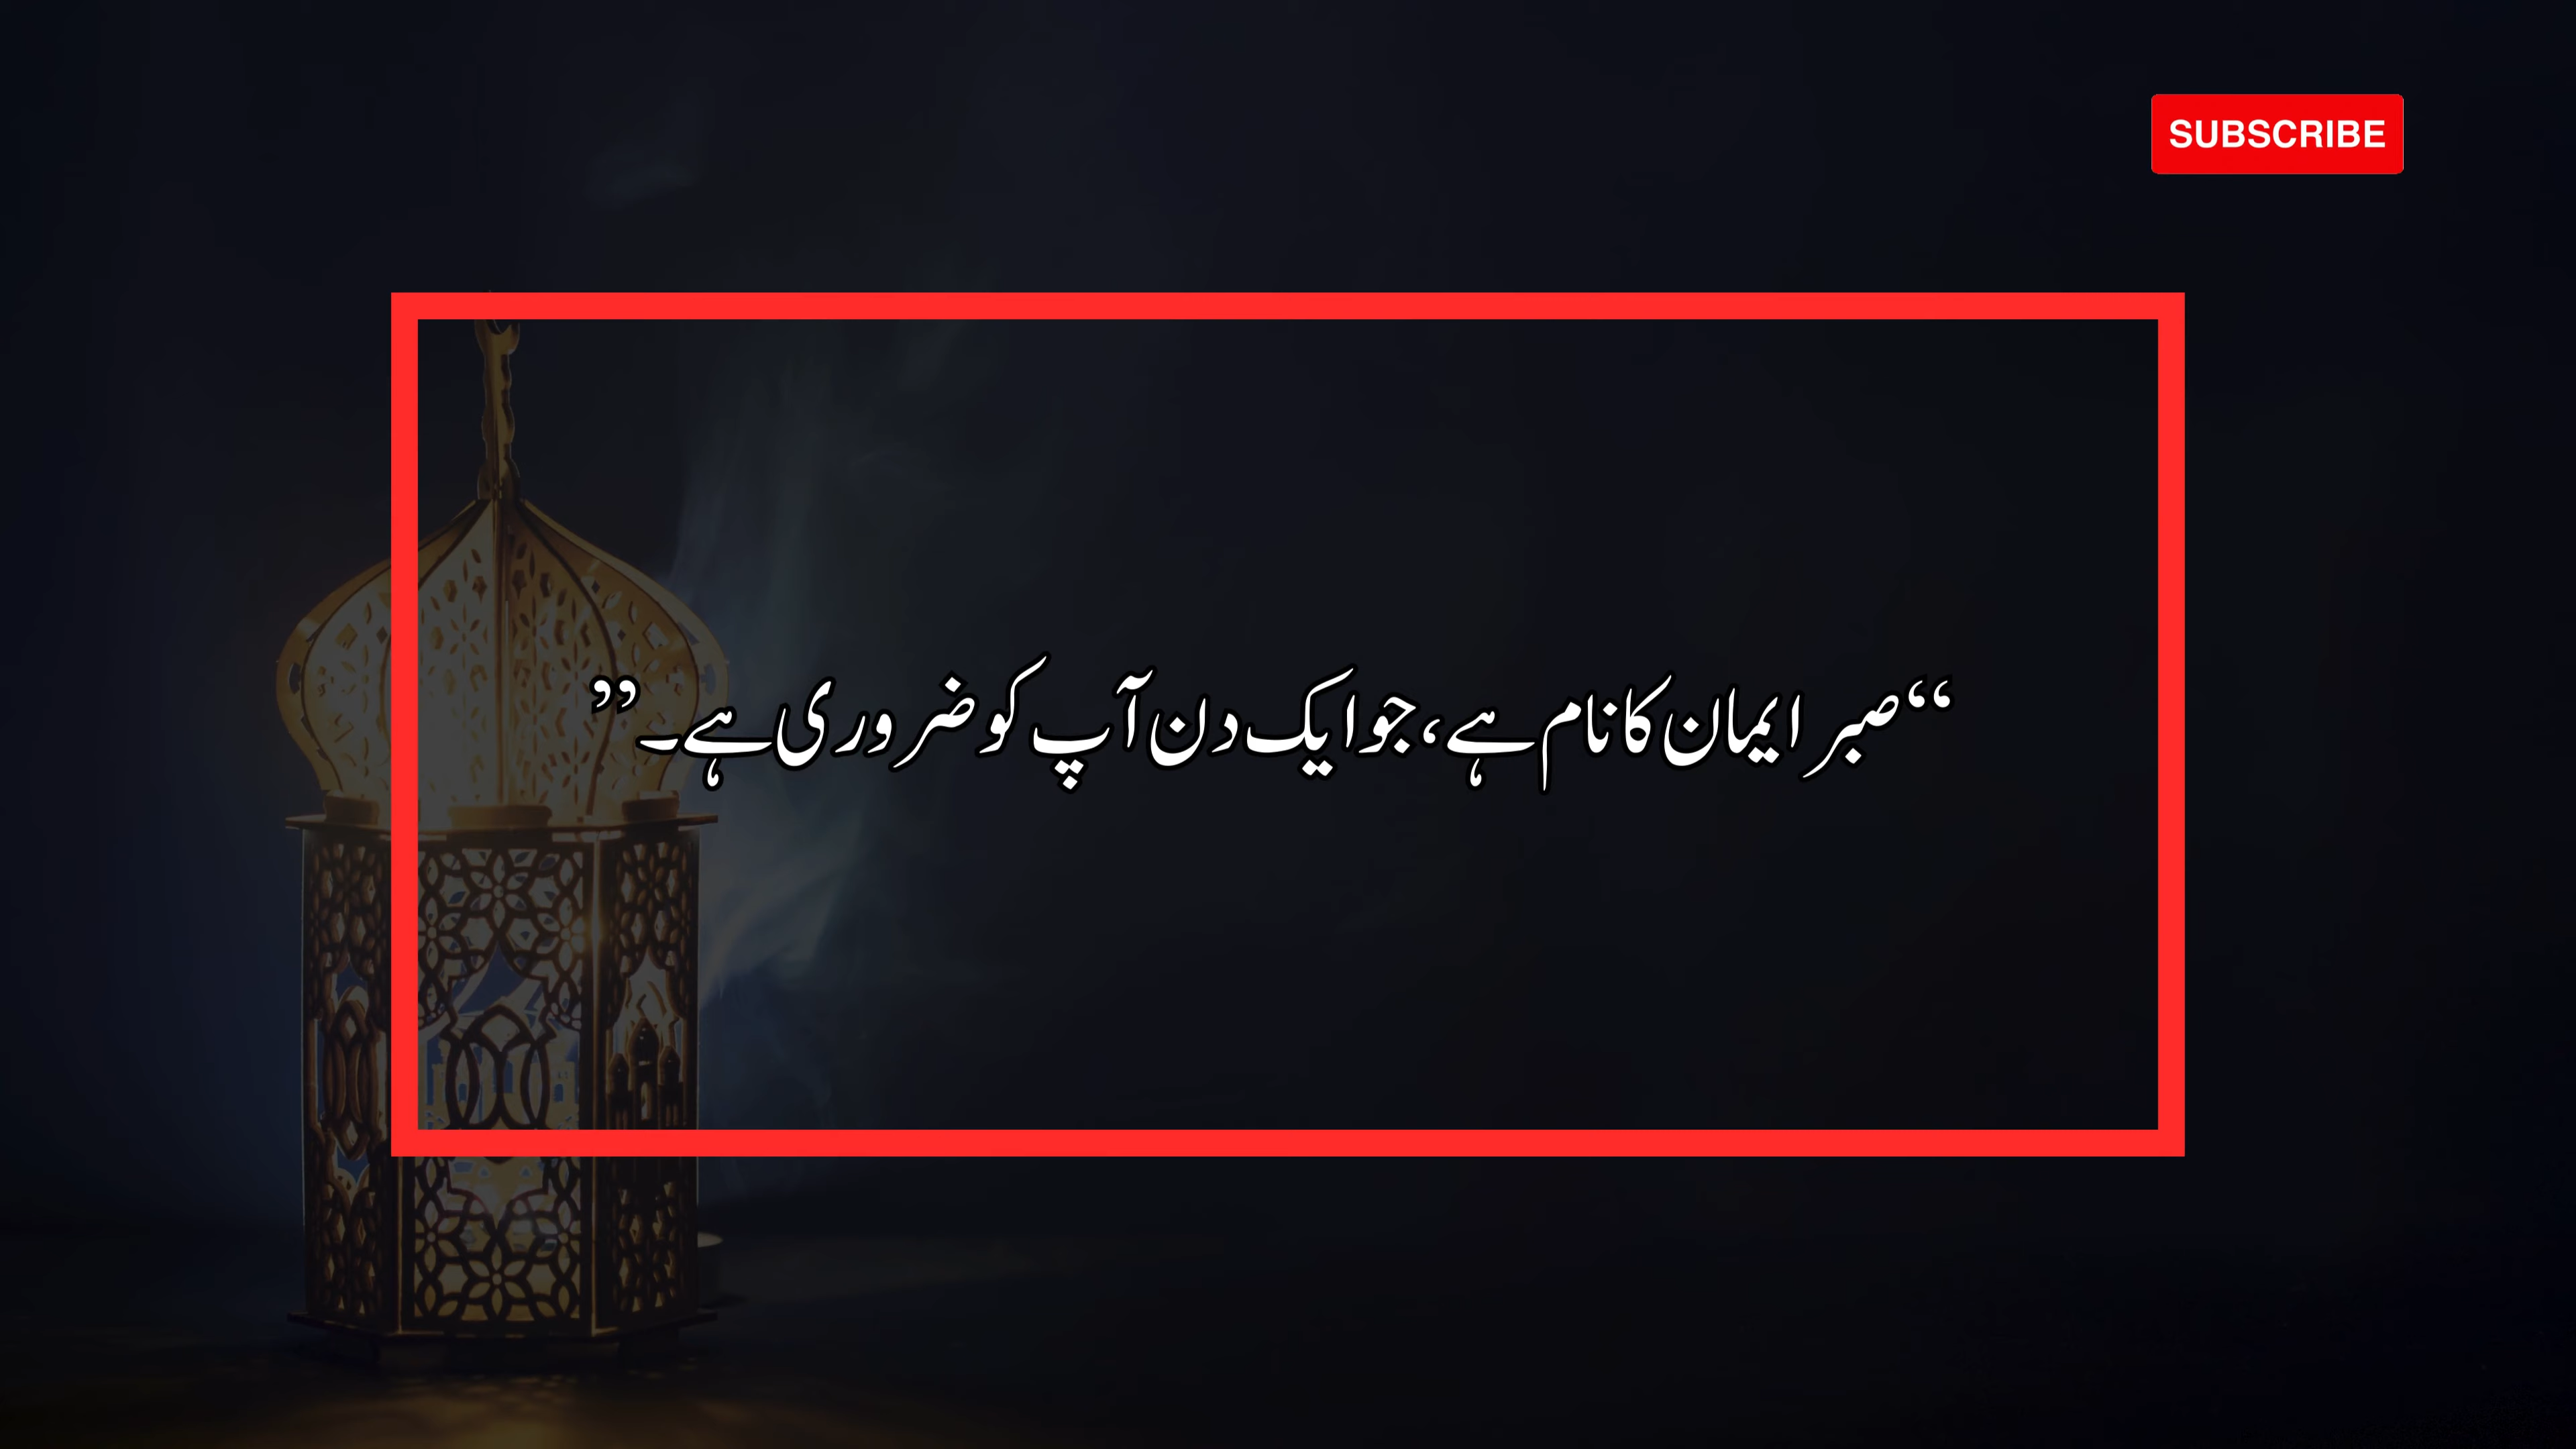 SUBSCRIBE
“صبر ایمان کا نام ہے، جو ایک دن آپ کو ضروری ہے۔”